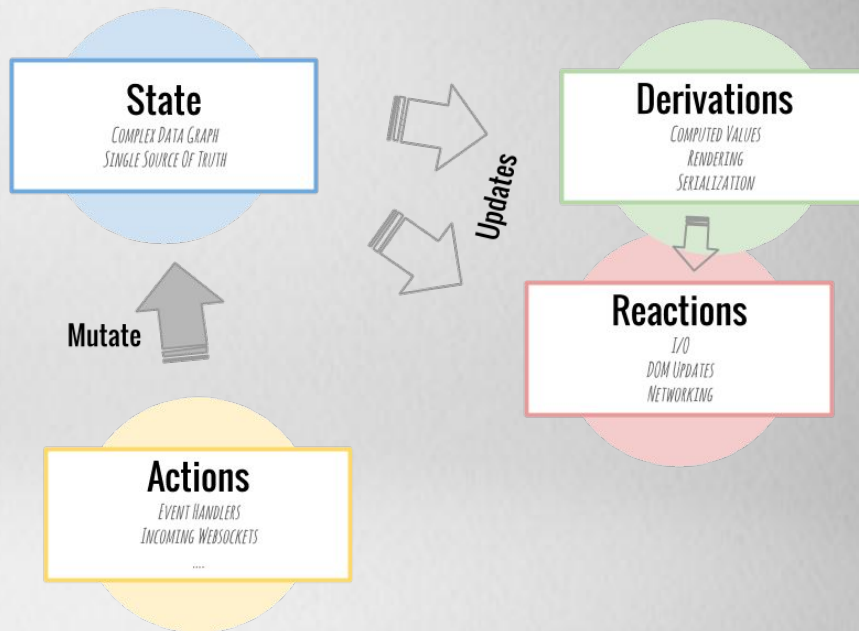 State
Complex Data Graph
Single Source Of Truth
Updates
Derivations
Computed Values
Rendering
Serialization
Reactions
I/O
DOM Updates
Networking
Mutate
Actions
Event Handlers
Incoming Websockets
....